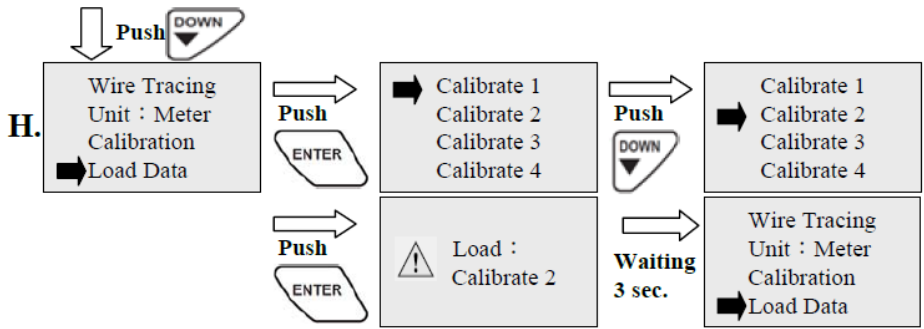 Push DOWN
H.
Wire Tracing
Unit：Meter
Calibration
Load Data
Push
ENTER
Calibrate 1
Calibrate 2
Calibrate 3
Calibrate 4
Push
DOWN
Calibrate 1
Calibrate 2
Calibrate 3
Calibrate 4
Push
ENTER
Load：
Calibrate 2
Waiting
3 sec.
Wire Tracing
Unit：Meter
Calibration
Load Data